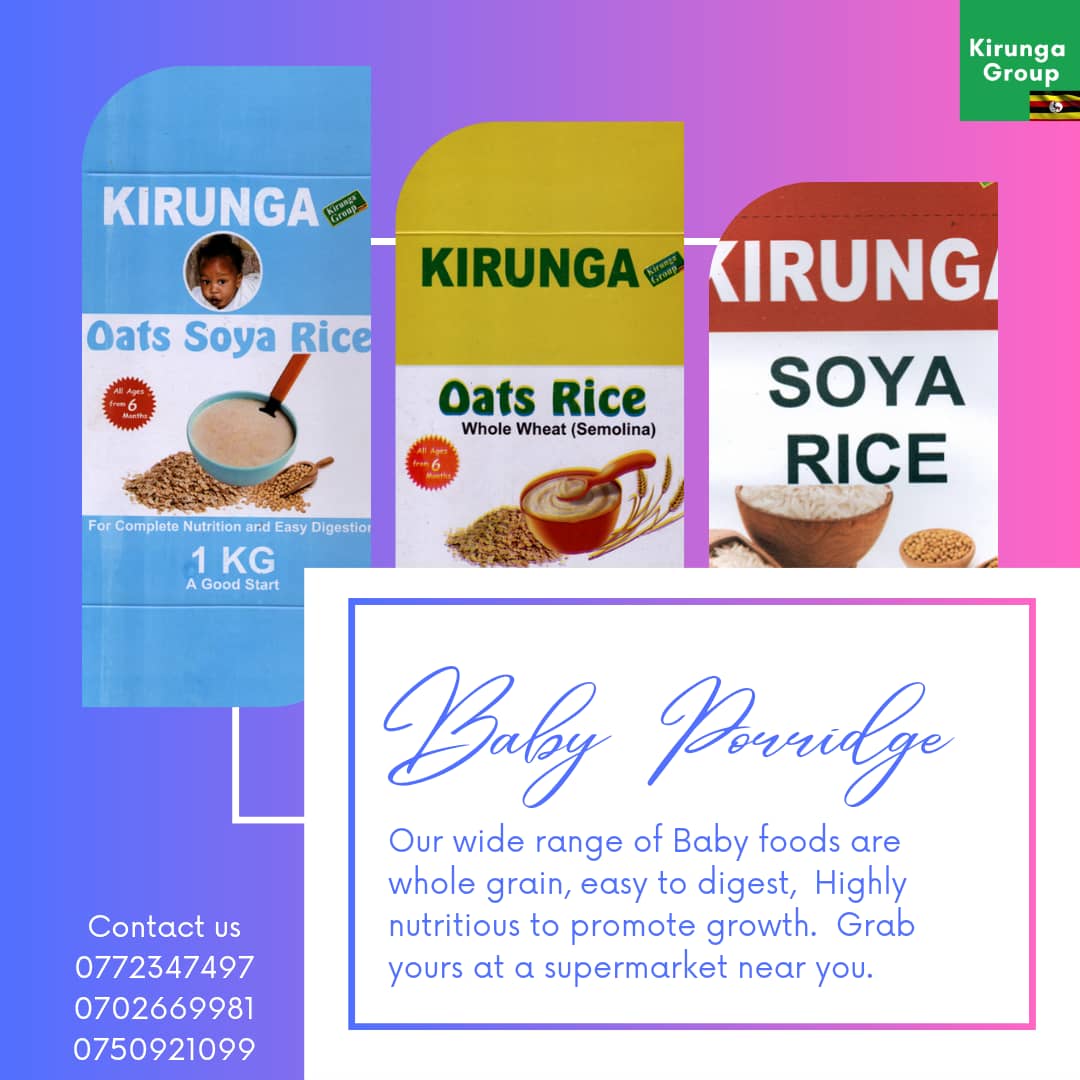 Kirunga
Group
KIRUNGA
Kirunga
Group
Oats Soya Rice
All Ages
from 6
Months
For Complete Nutrition and Easy Digestion
1 KG
A Good Start
KIRUNGA
Kirunga
Group
Oats Rice
Whole Wheat (Semolina)
All Ages
from 6
Months
KIRUNGA
SOYA
RICE
Baby Porridge
Our wide range of Baby foods are
whole grain, easy to digest,  Highly
nutritious to promote growth.  Grab
yours at a supermarket near you.
Contact us
0772347497
0702669981
0750921099